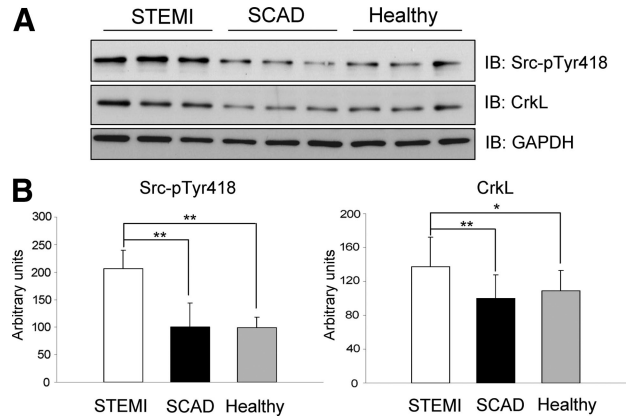 A
STEMI SCAD Healthy
IB: Src-pTyr418
IB: CrkL
IB: GAPDH
B
Src-pTyr418
Arbitrary units
300
250
200
150
100
50
0
**
**
STEMI SCAD Healthy
CrkL
Arbitrary units
200
160
120
80
40
0
*
**
STEMI SCAD Healthy